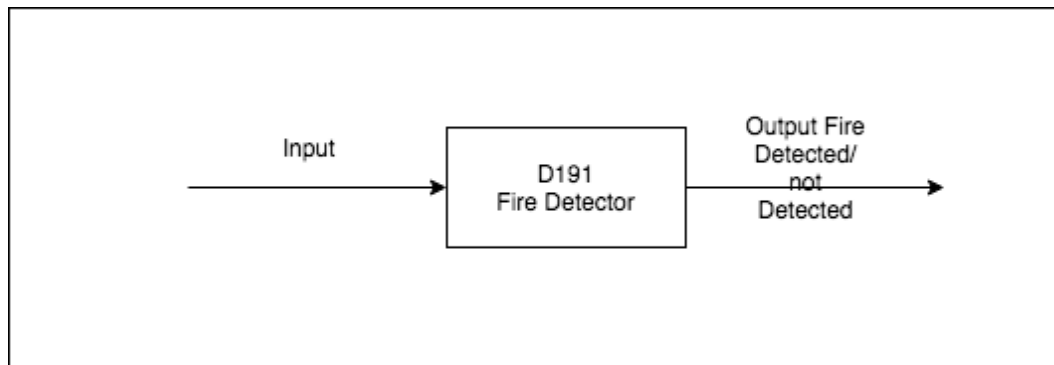 Input
D191
Fire Detector
Output Fire
Detected/
not
Detected